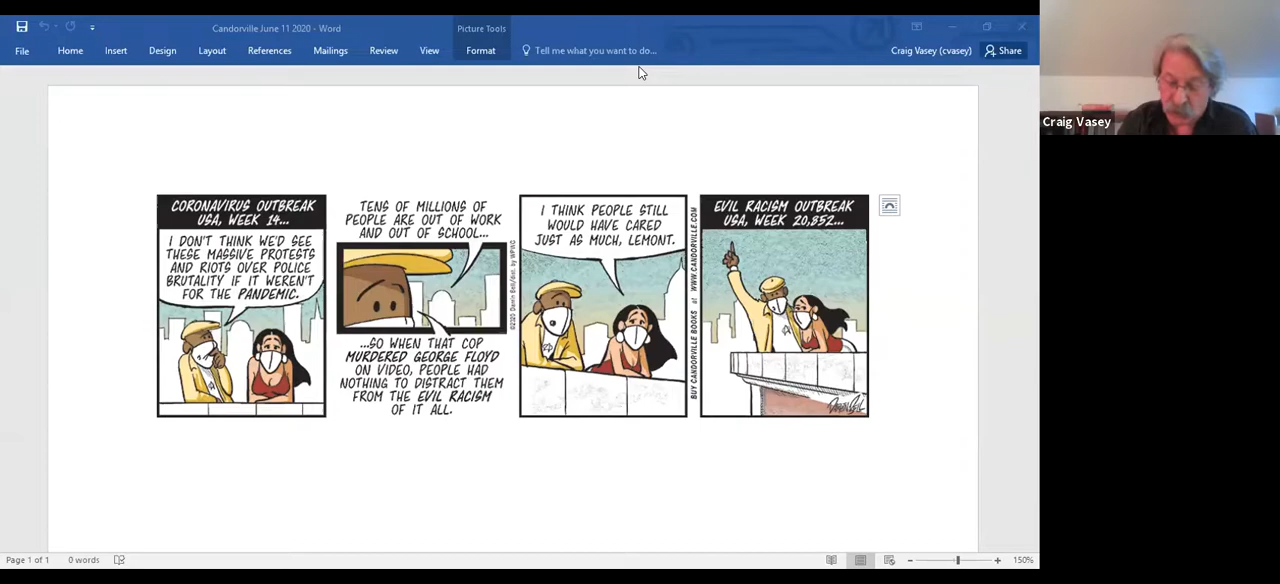 Candorville June 11 2020 - Word
Picture Tools
File
Home
Insert
Design
Layout
References
Mailings
Review
View
Format
Tell me what you want to do...
Craig Vasey (cvasey)
Share
Craig Vasey
CORONAVIRUS OUTBREAK
USA, WEEK 14...
I DON'T THINK WE'D SEE
THESE MASSIVE PROTESTS
AND RIOTS OVER POLICE
BRUTALITY IF IT WEREN'T
FOR THE PANDEMIC.
TENS OF MILLIONS OF
PEOPLE ARE OUT OF WORK
AND OUT OF SCHOOL...
...SO WHEN THAT COP
MURDERED GEORGE FLOYD
ON VIDEO, PEOPLE HAD
NOTHING TO DISTRACT THEM
FROM THE EVIL RACISM
OF IT ALL.
©2020 Darrin Bell/dist. by WPWG
I THINK PEOPLE STILL
WOULD HAVE CARED
JUST AS MUCH, LEMONT.
BUY CANDORVILLE BOOKS at WWW.CANDORVILLE.COM
EVIL RACISM OUTBREAK
USA, WEEK 20,852...
Page 1 of 1
0 words
150%